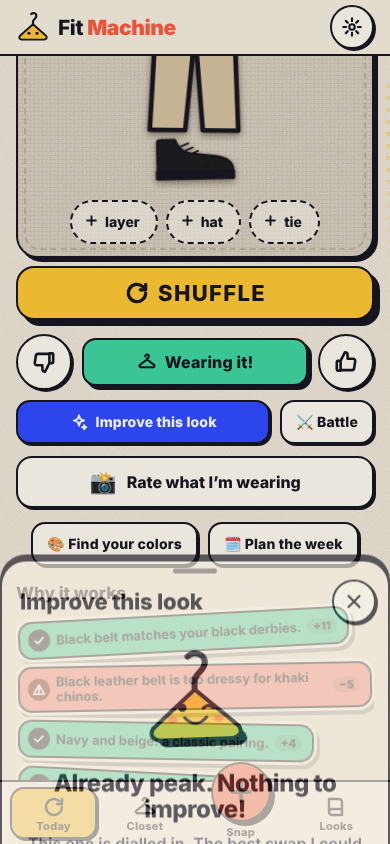 Fit Machine
+ layer
+ hat
+ tie
SHUFFLE
Wearing it!
Improve this look
⚔️ Battle
📸 Rate what I'm wearing
🎨 Find your colors
🗓️ Plan the week
Why it works
Improve this look
Black belt matches your black derbies. +11
Black leather belt is too dressy for khaki
chinos.
−5
Navy and beige: a classic pairing. +4
Already peak. Nothing to
improve!
Today
Closet
Snap
Looks
This one is dialled in. The best swap I could